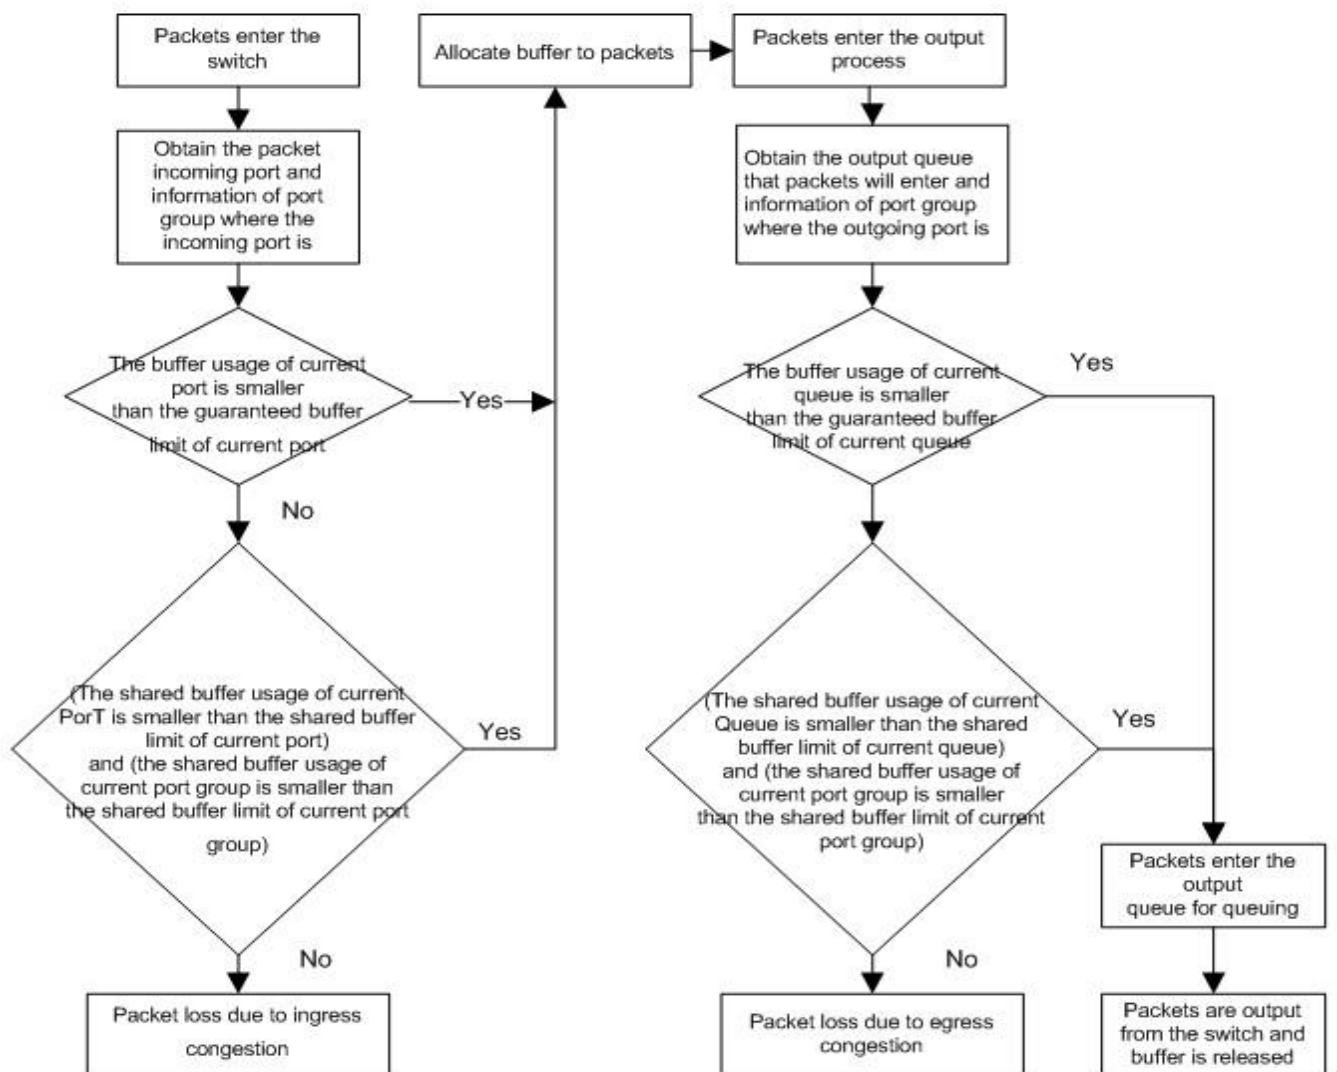 Packets enter the
switch
Obtain the packet
incoming port and
information of port
group where the
incoming port is
The buffer usage of current
port is smaller
than the guaranteed buffer
limit of current port
Yes
No
(The shared buffer usage of current
PorT is smaller than the shared buffer
limit of current port)
and (the shared buffer usage of
current port group is smaller than
the shared buffer limit of current port
group)
Yes
No
Packet loss due to ingress
congestion
Allocate buffer to packets
Packets enter the output
process
Obtain the output queue
that packets will enter and
information of port group
where the outgoing port is
The buffer usage of current
queue is smaller
than the guaranteed buffer
limit of current queue
Yes
(The shared buffer usage of current
Queue is smaller than the shared
buffer limit of current queue)
and (the shared buffer usage of
current port group is smaller
than the shared buffer limit of current
port group)
Yes
No
Packet loss due to egress
congestion
Packets enter the
output
queue for queuing
Packets are output
from the switch and
buffer is released